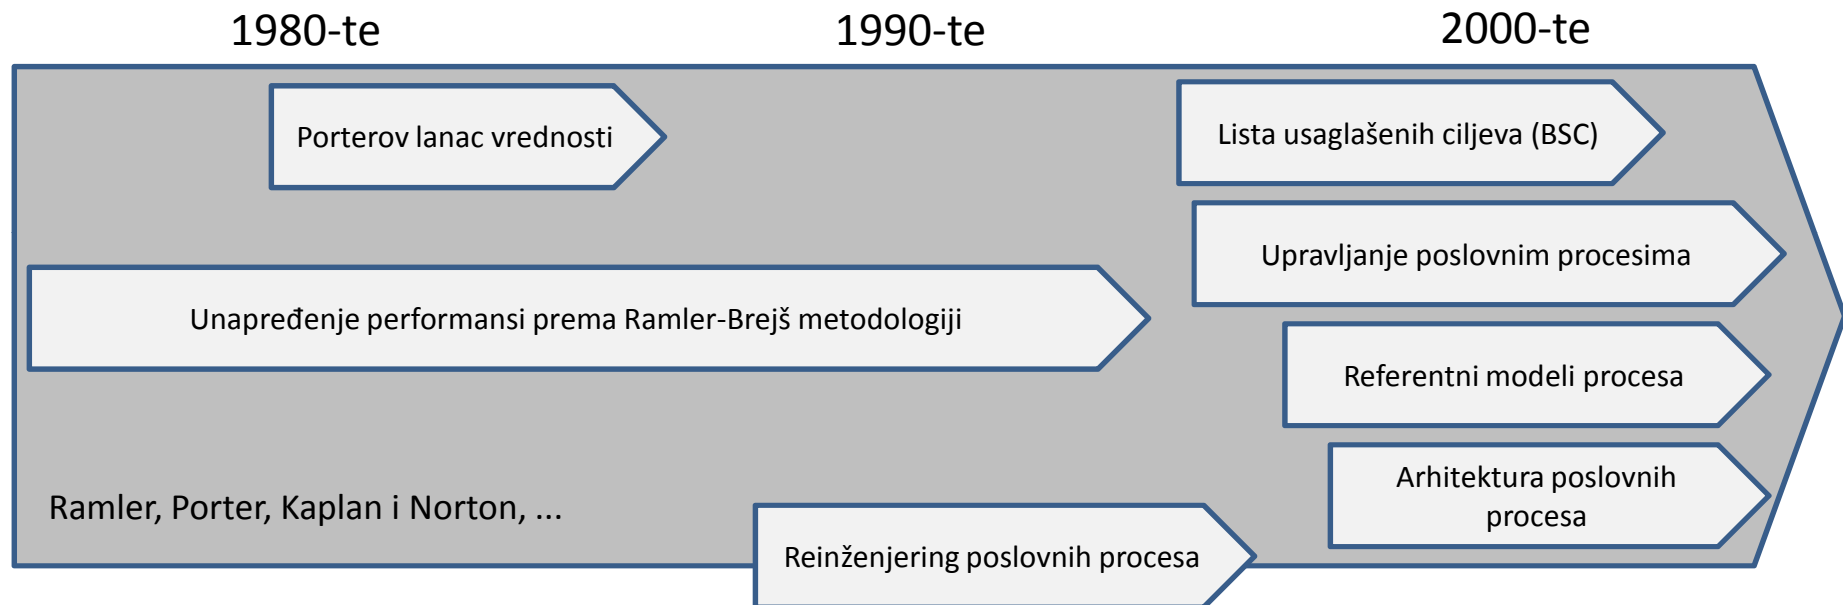 1980-te
1990-te
2000-te
Porterov lanac vrednosti
Lista usaglašenih ciljeva (BSC)
Upravljanje poslovnim procesima
Unapređenje performansi prema Ramler-Brejš metodologiji
Referentni modeli procesa
Arhitektura poslovnih
procesa
Ramler, Porter, Kaplan i Norton, ...
Reinženjering poslovnih procesa